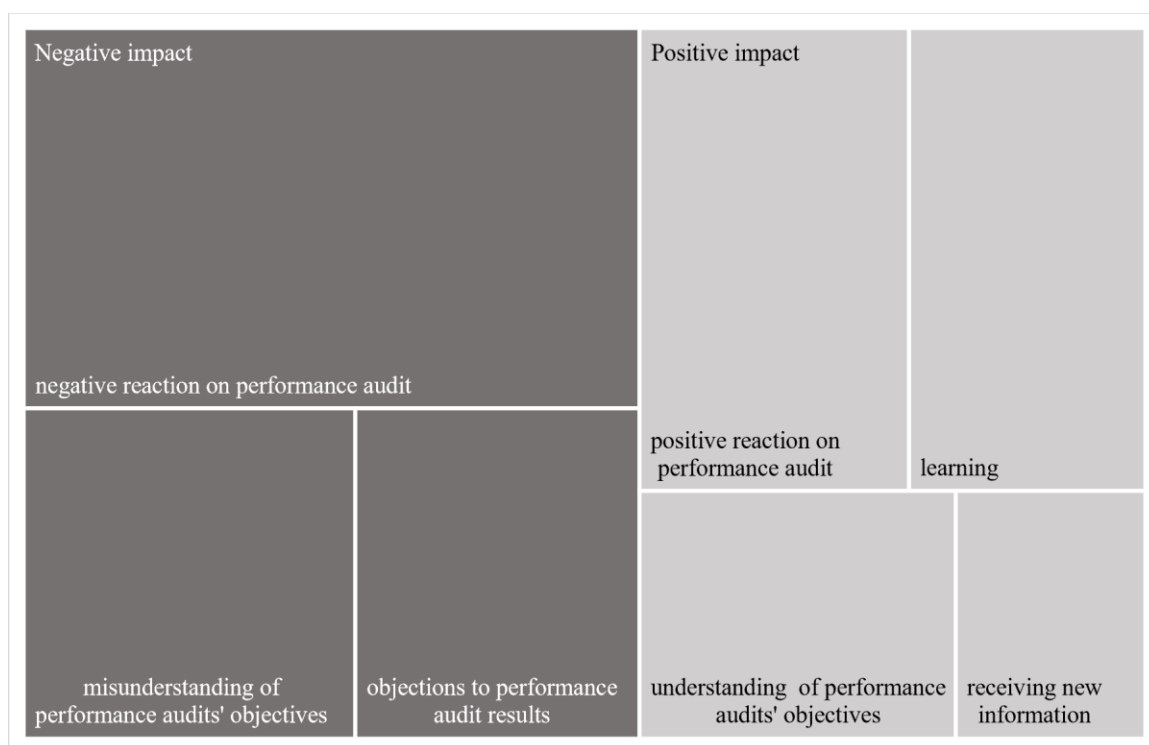 Negative impact
negative reaction on performance audit
misunderstanding of
performance audits' objectives
objections to performance
audit results
Positive impact
positive reaction on
performance audit
learning
understanding  of performance
audits' objectives
receiving new
information